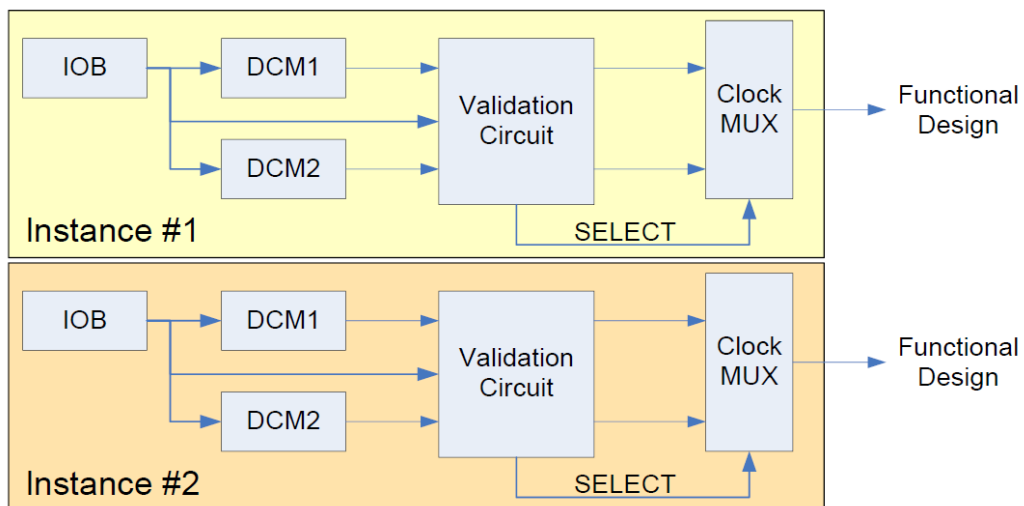 IOB
DCM1
DCM2
Validation
Circuit
Clock
MUX
Functional
Design
SELECT
Instance #1
IOB
DCM1
DCM2
Validation
Circuit
Clock
MUX
Functional
Design
SELECT
Instance #2